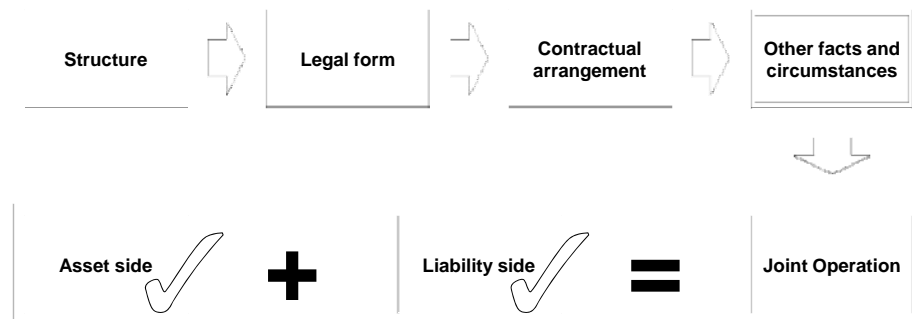 Structure
Legal form
Contractual
arrangement
Other facts and
circumstances
Asset side
+
Liability side
=
Joint Operation